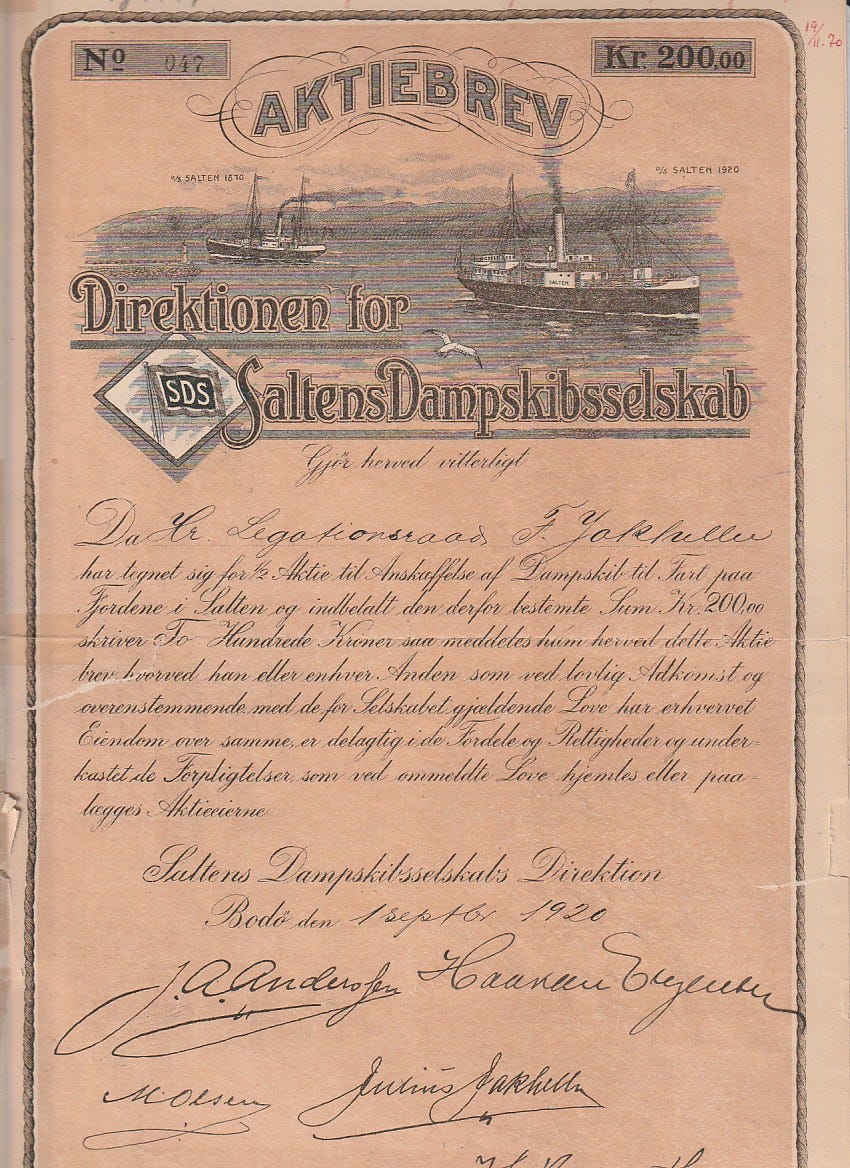 19/11.20
No 047
Kr. 200,00
AKTIEBREV
D/S SALTEN 1870
D/S SALTEN 1920
SALTEN
Direktionen for
SDS
Saltens Dampskibsselskab
Gjør herved vitterligt
Da Hr. Legationsraad F. Jakhelln
har tegnet sig for 1/2 Aktie til Anskaffelse af Dampskib til Fart paa
Fjordene i Salten og indbetalt den derfor bestemte Sum Kr. 200,00
skriver To Hundrede Kroner saa meddeles ham herved dette Aktie
brev hvorved han eller enhver Anden som ved lovlig Adkomst og
overenstemmende med de for Selskabet gjældende Love har erhvervet
Eiendom over samme, er delagtig i de Fordele og Rettigheder og under-
kastet de Forpligtelser, som ved ommeldte Love hjemles eller paa-
lægges Aktieeierne
Saltens Dampskibsselskabs Direktion
Bodö den 1 septbr 1920
J. A. Anderssen Haakan
M. Olsen Julius Jakhelln